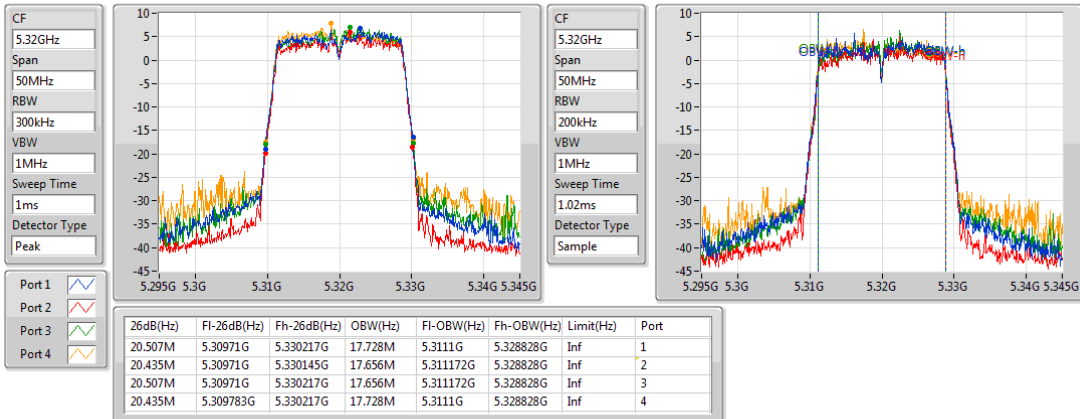 CF
5.32GHz
Span
50MHz
RBW
300kHz
VBW
1MHz
Sweep Time
1ms
Detector Type
Peak
10
5
0
-5
-10
-15
-20
-25
-30
-35
-40
-45
5.295G 5.3G 5.31G 5.32G 5.33G 5.34G 5.345G
CF
5.32GHz
Span
50MHz
RBW
200kHz
VBW
1MHz
Sweep Time
1.02ms
Detector Type
Sample
10
5
0
-5
-10
-15
-20
-25
-30
-35
-40
-45
5.295G 5.3G 5.31G 5.32G 5.33G 5.34G 5.345G
Port 1
Port 2
Port 3
Port 4
26dB(Hz) Fl-26dB(Hz) Fh-26dB(Hz) OBW(Hz) Fl-OBW(Hz) Fh-OBW(Hz) Limit(Hz) Port
20.507M 5.30971G 5.330217G 17.728M 5.3111G 5.328828G Inf 1
20.435M 5.30971G 5.330145G 17.656M 5.311172G 5.328828G Inf 2
20.507M 5.30971G 5.330217G 17.656M 5.311172G 5.328828G Inf 3
20.435M 5.309783G 5.330217G 17.728M 5.3111G 5.328828G Inf 4